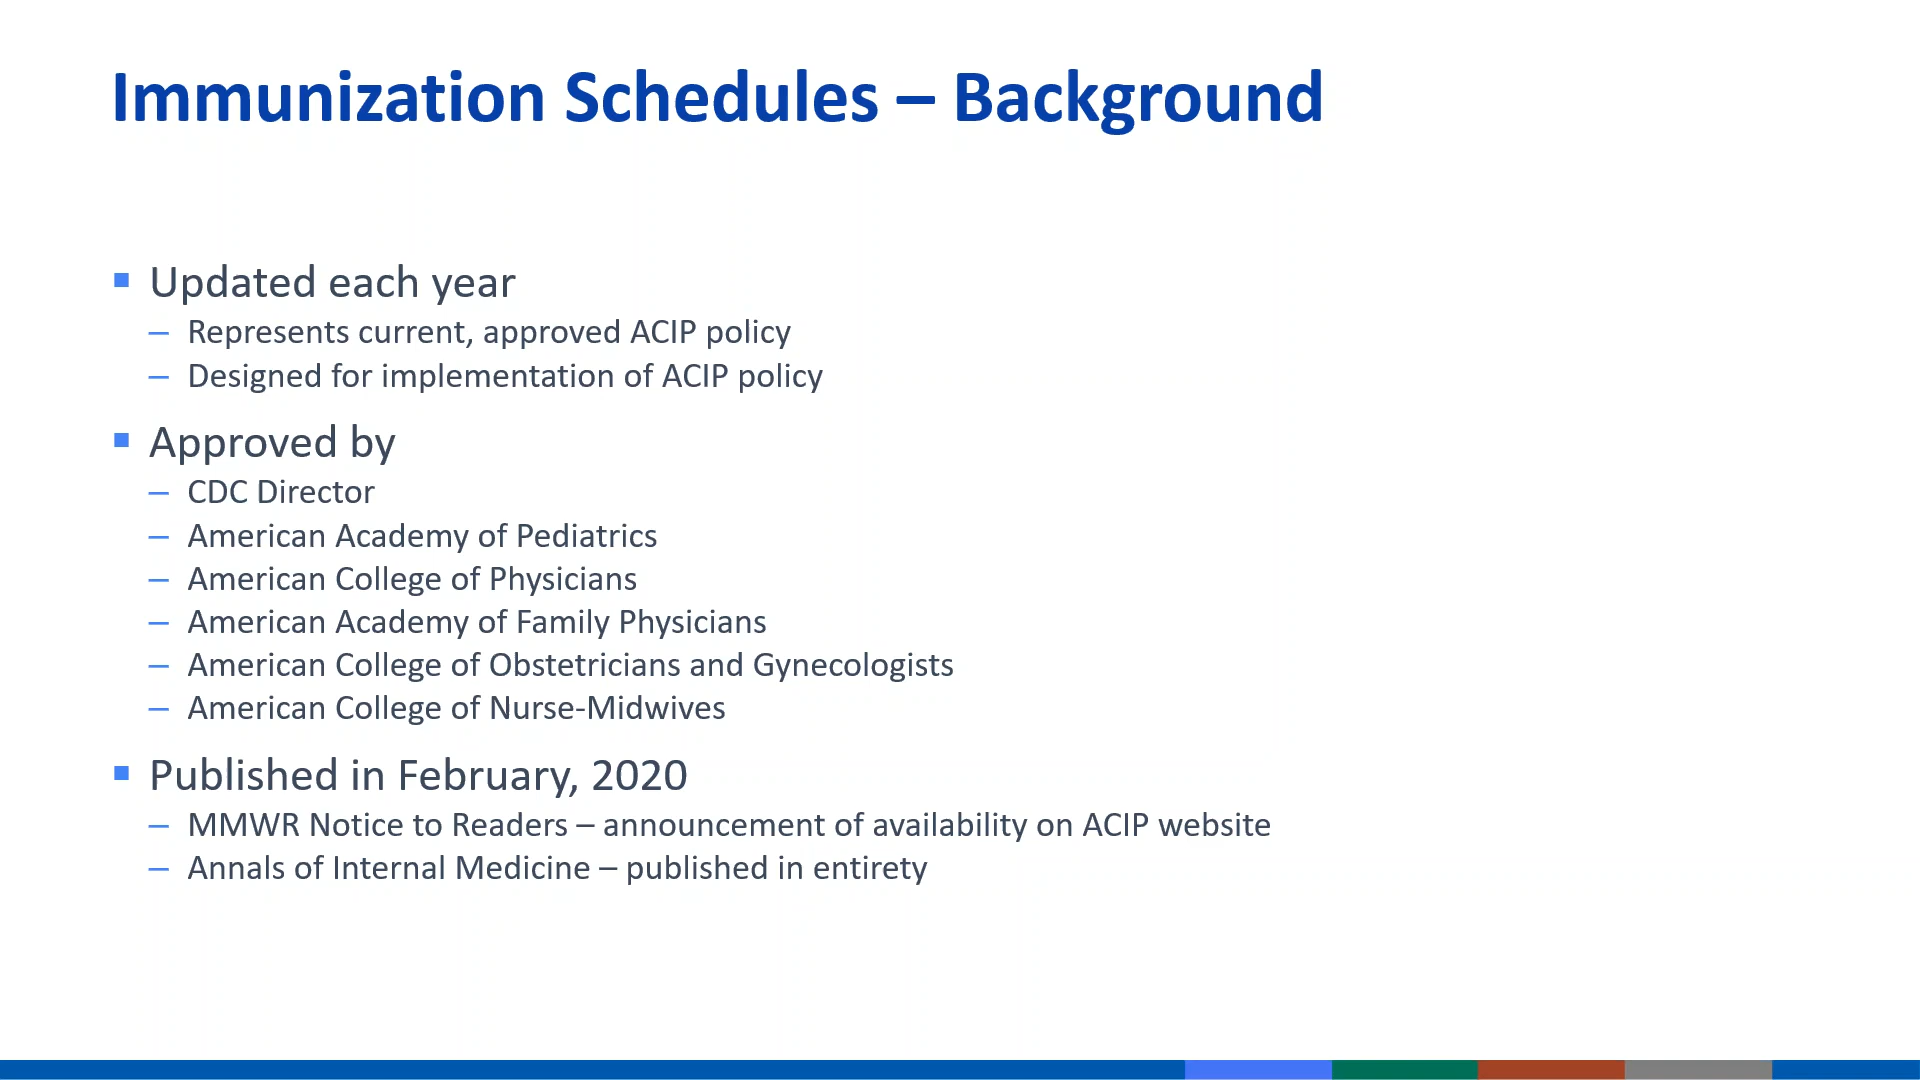 Immunization Schedules – Background
▪ Updated each year
– Represents current, approved ACIP policy
– Designed for implementation of ACIP policy
▪ Approved by
– CDC Director
– American Academy of Pediatrics
– American College of Physicians
– American Academy of Family Physicians
– American College of Obstetricians and Gynecologists
– American College of Nurse-Midwives
▪ Published in February, 2020
– MMWR Notice to Readers – announcement of availability on ACIP website
– Annals of Internal Medicine – published in entirety